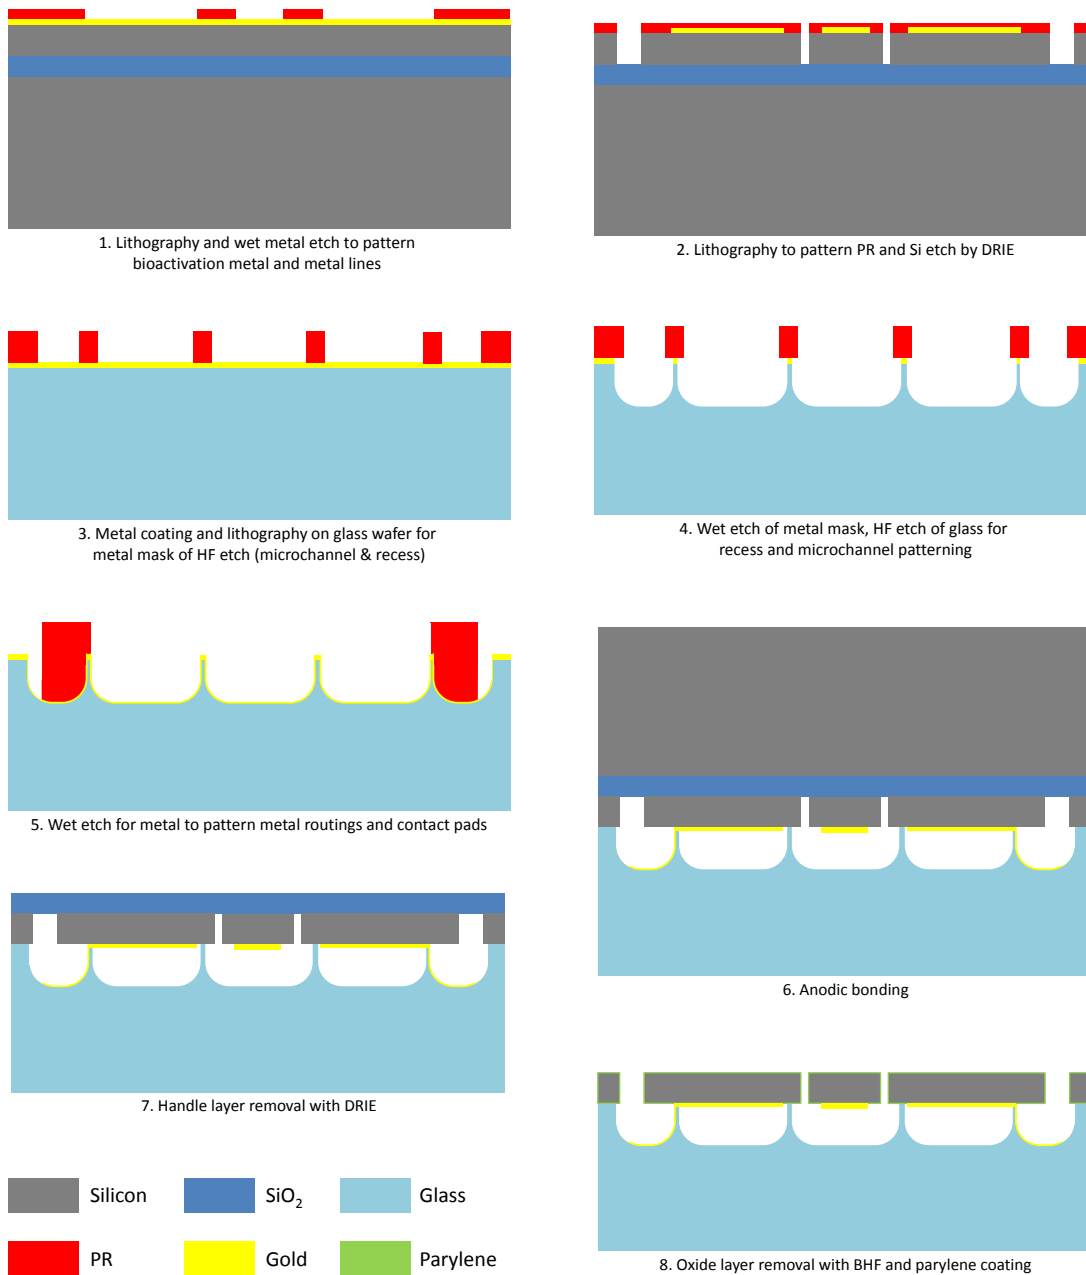 1. Lithography and wet metal etch to pattern
bioactivation metal and metal lines
2. Lithography to pattern PR and Si etch by DRIE
3. Metal coating and lithography on glass wafer for
metal mask of HF etch (microchannel & recess)
4. Wet etch of metal mask, HF etch of glass for
recess and microchannel patterning
5. Wet etch for metal to pattern metal routings and contact pads
6. Anodic bonding
7. Handle layer removal with DRIE
8. Oxide layer removal with BHF and parylene coating
Silicon
SiO₂
Glass
PR
Gold
Parylene